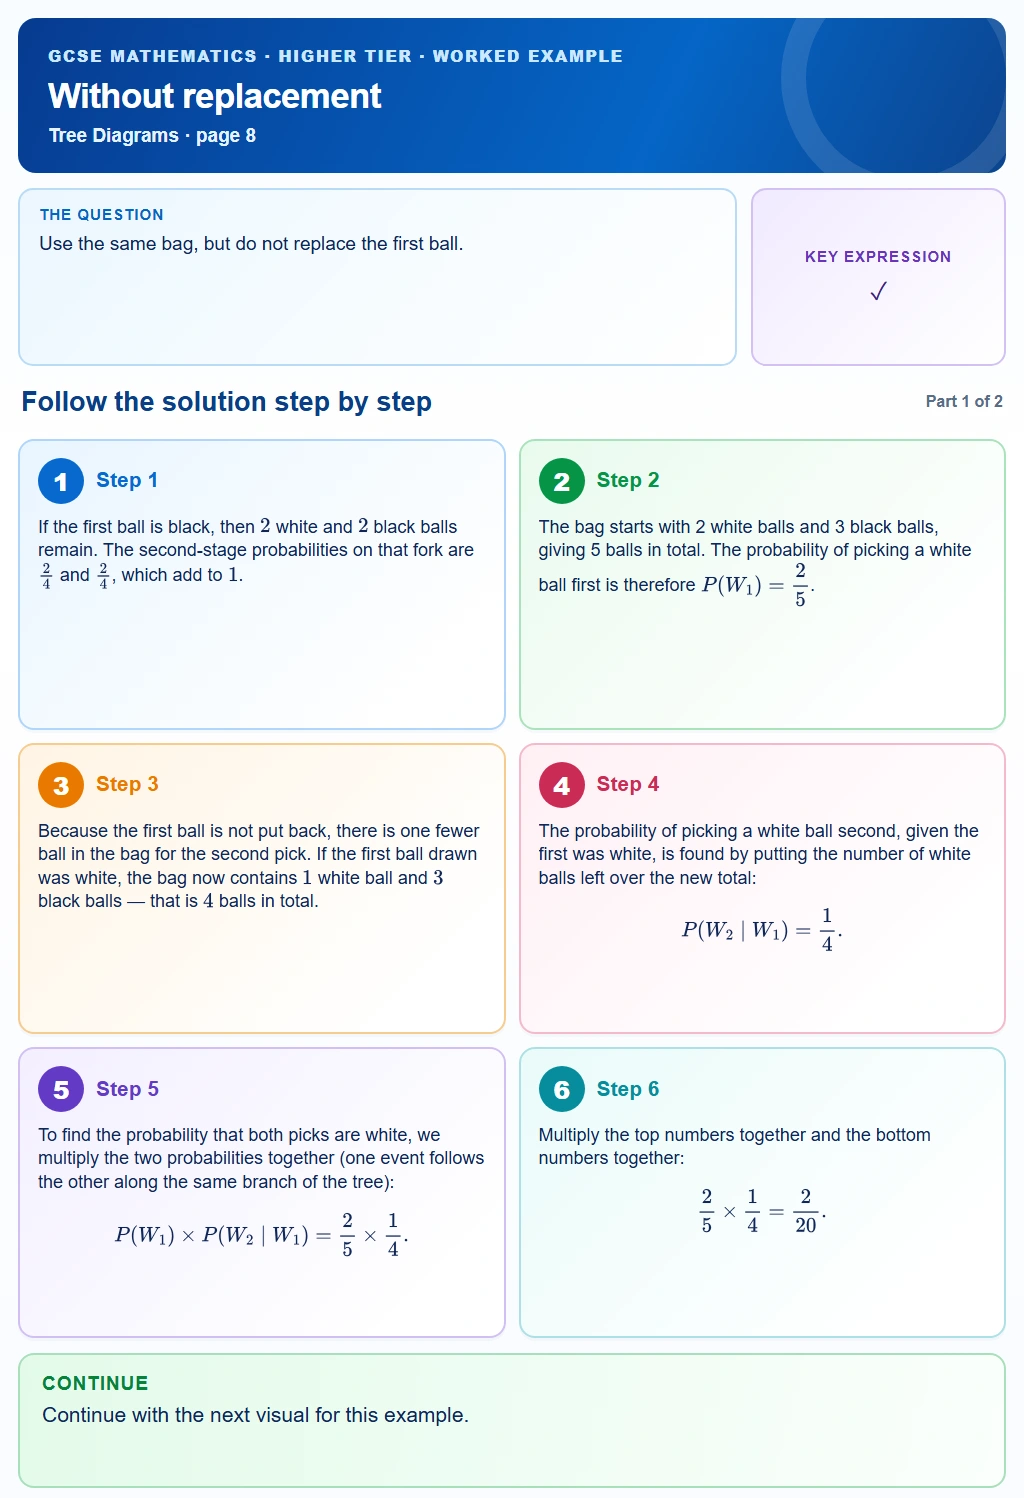 GCSE MATHEMATICS · HIGHER TIER · WORKED EXAMPLE
Without replacement
Tree Diagrams · page 8
THE QUESTION
Use the same bag, but do not replace the first ball.
KEY EXPRESSION
✓
Follow the solution step by step
Part 1 of 2
1 Step 1
If the first ball is black, then 2 white and 2 black balls
remain. The second-stage probabilities on that fork are
2/4 and 2/4, which add to 1.
2 Step 2
The bag starts with 2 white balls and 3 black balls,
giving 5 balls in total. The probability of picking a white
ball first is therefore P(W₁) = 2/5.
3 Step 3
Because the first ball is not put back, there is one fewer
ball in the bag for the second pick. If the first ball drawn
was white, the bag now contains 1 white ball and 3
black balls — that is 4 balls in total.
4 Step 4
The probability of picking a white ball second, given the
first was white, is found by putting the number of white
balls left over the new total:
P(W₂ | W₁) = 1/4.
5 Step 5
To find the probability that both picks are white, we
multiply the two probabilities together (one event follows
the other along the same branch of the tree):
P(W₁) × P(W₂ | W₁) = 2/5 × 1/4.
6 Step 6
Multiply the top numbers together and the bottom
numbers together:
2/5 × 1/4 = 2/20.
CONTINUE
Continue with the next visual for this example.